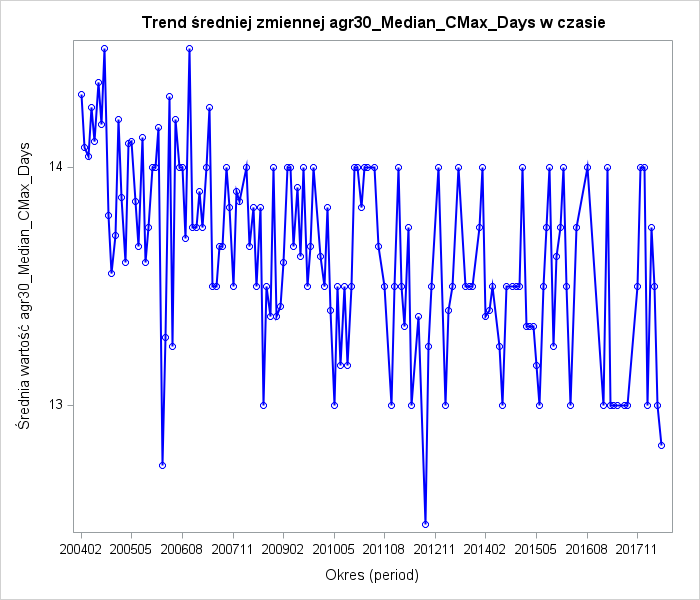 Trend średniej zmiennej agr30_Median_CMax_Days w czasie
Średnia wartość agr30_Median_CMax_Days
14
13
200402 200505 200608 200711 200902 201005 201108 201211 201402 201505 201608 201711
Okres (period)